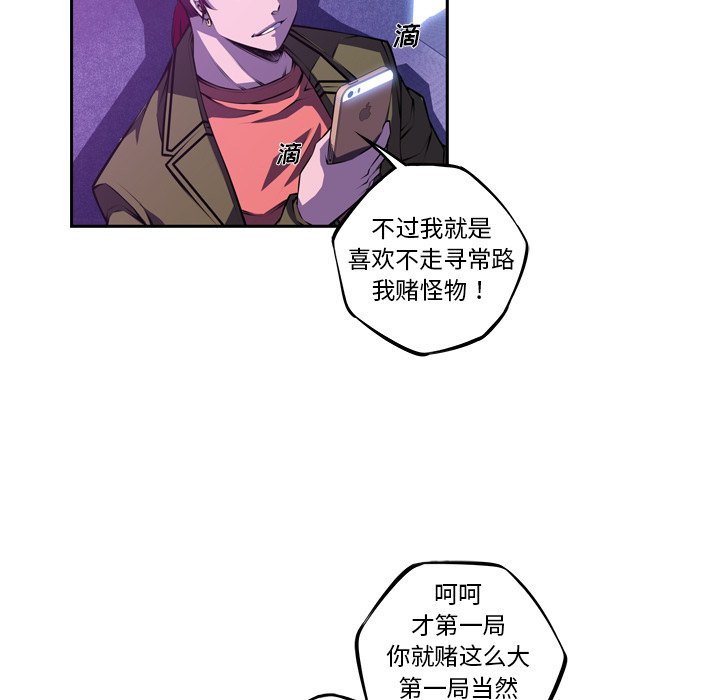 滴
滴
不过我就是
喜欢不走寻常路
我赌怪物！
呵呵
才第一局
你就赌这么大
第一局当然